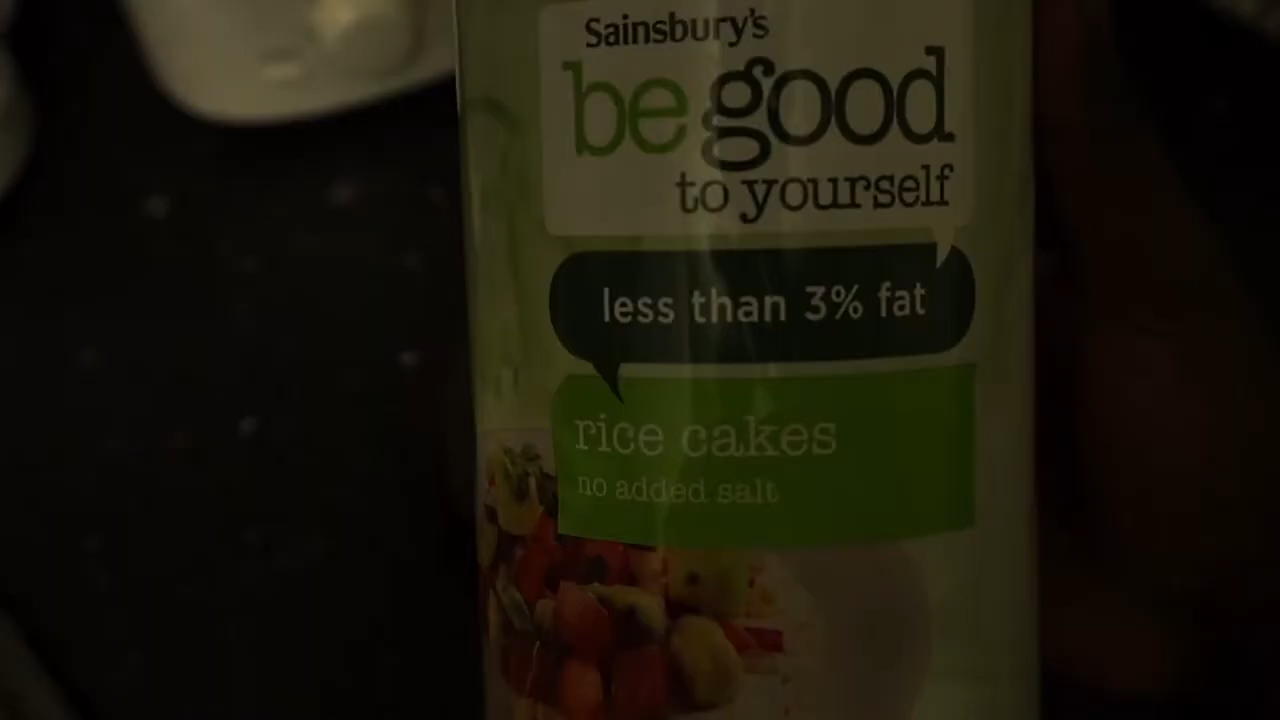 Sainsbury's
be good
to yourself
less than 3% fat
rice cakes
no added salt